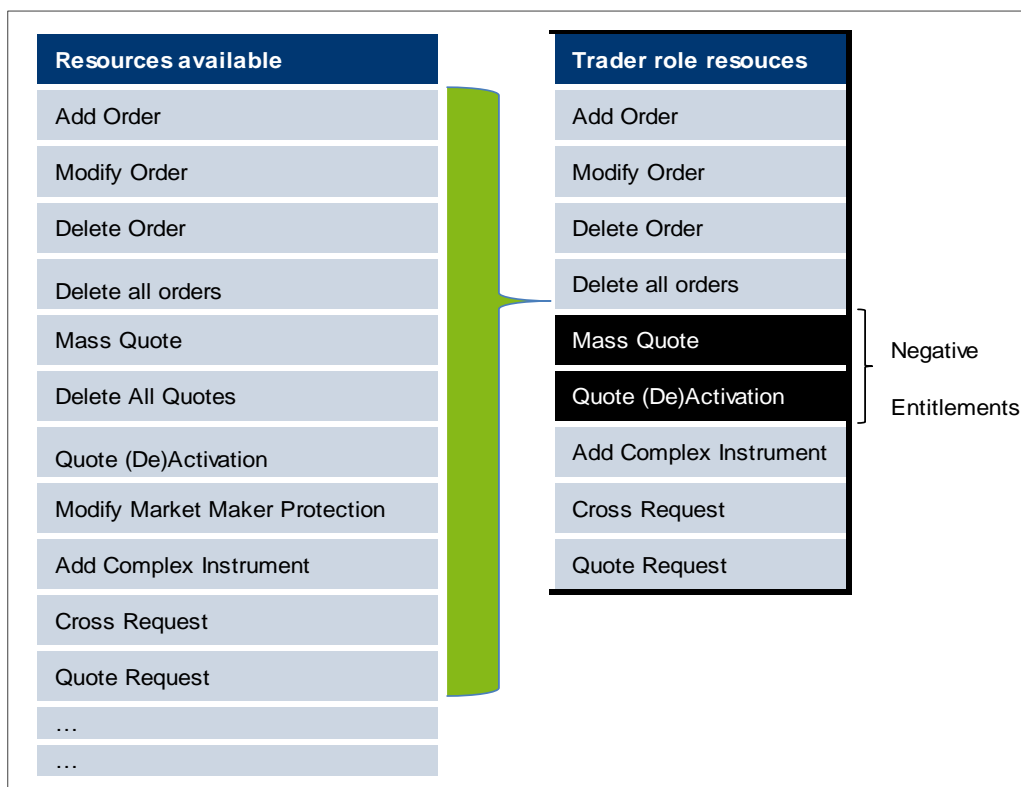 Resources available
Add Order
Modify Order
Delete Order
Delete all orders
Mass Quote
Delete All Quotes
Quote (De)Activation
Modify Market Maker Protection
Add Complex Instrument
Cross Request
Quote Request
…
…
Trader role resouces
Add Order
Modify Order
Delete Order
Delete all orders
Mass Quote
Quote (De)Activation
Add Complex Instrument
Cross Request
Quote Request
Negative
Entitlements